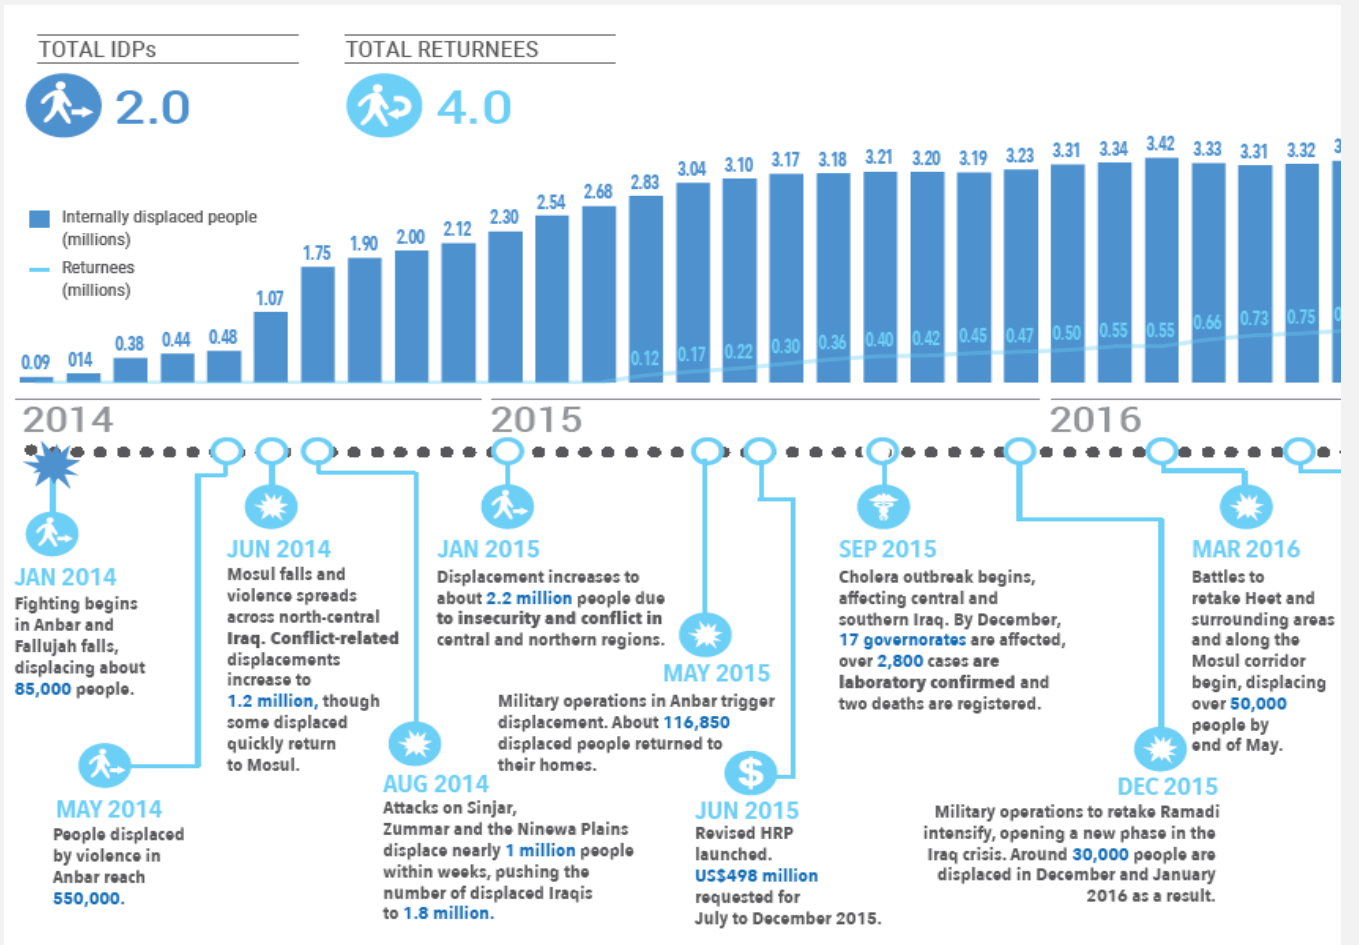 TOTAL IDPs
2.0
TOTAL RETURNEES
4.0
Internally displaced people
(millions)
Returnees
(millions)
0.09
014
0.38
0.44
0.48
1.07
1.75
1.90
2.00
2.12
2.30
2.54
2.68
2.83
3.04
3.10
3.17
3.18
3.21
3.20
3.19
3.23
3.31
3.34
3.42
3.33
3.31
3.32
0.12
0.17
0.22
0.30
0.36
0.40
0.42
0.45
0.47
0.50
0.55
0.55
0.66
0.73
0.75
2014
2015
2016
JAN 2014
Fighting begins
in Anbar and
Fallujah falls,
displacing about
85,000 people.
MAY 2014
People displaced
by violence in
Anbar reach
550,000.
JUN 2014
Mosul falls and
violence spreads
across north-central
Iraq. Conflict-related
displacements
increase to
1.2 million, though
some displaced
quickly return
to Mosul.
AUG 2014
Attacks on Sinjar,
Zummar and the Ninewa Plains
displace nearly 1 million people
within weeks, pushing the
number of displaced Iraqis
to 1.8 million.
JAN 2015
Displacement increases to
about 2.2 million people due
to insecurity and conflict in
central and northern regions.
MAY 2015
Military operations in Anbar trigger
displacement. About 116,850
displaced people returned to
their homes.
$
JUN 2015
Revised HRP
launched.
US$498 million
requested for
July to December 2015.
SEP 2015
Cholera outbreak begins,
affecting central and
southern Iraq. By December,
17 governorates are affected,
over 2,800 cases are
laboratory confirmed and
two deaths are registered.
DEC 2015
Military operations to retake Ramadi
intensify, opening a new phase in the
Iraq crisis. Around 30,000 people are
displaced in December and January
2016 as a result.
MAR 2016
Battles to
retake Heet and
surrounding areas
and along the
Mosul corridor
begin, displacing
over 50,000
people by
end of May.